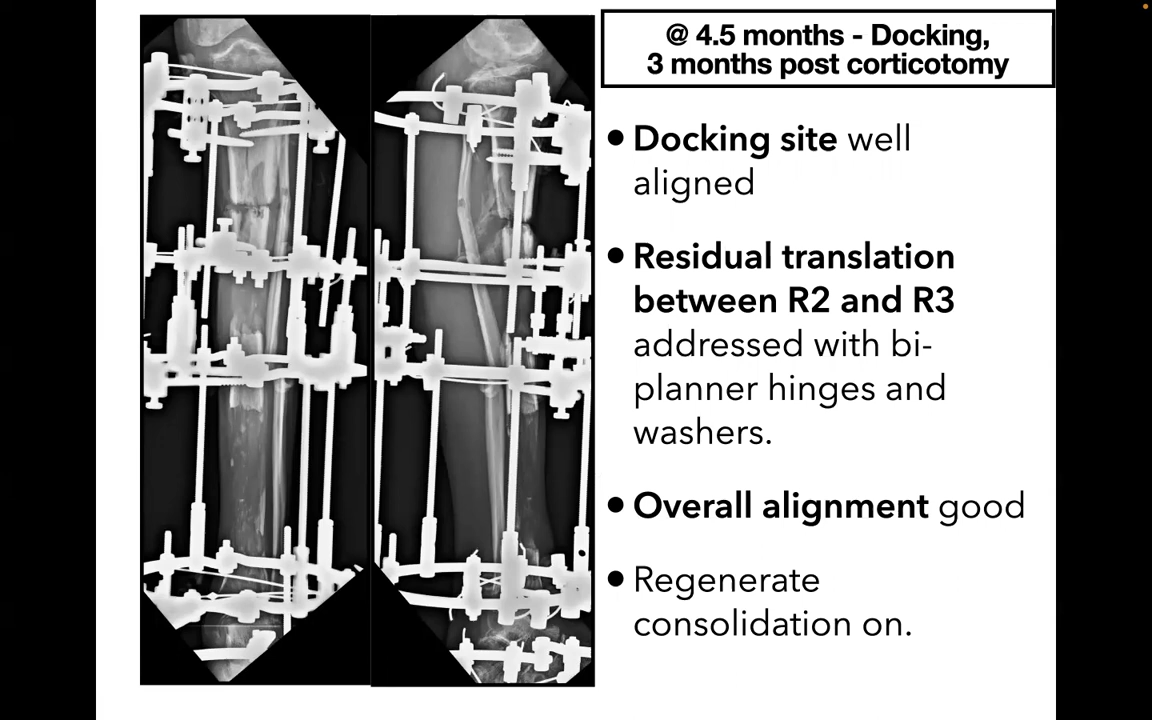 @ 4.5 months - Docking,
3 months post corticotomy
• Docking site well
aligned
• Residual translation
between R2 and R3
addressed with bi-
planner hinges and
washers.
• Overall alignment good
• Regenerate
consolidation on.